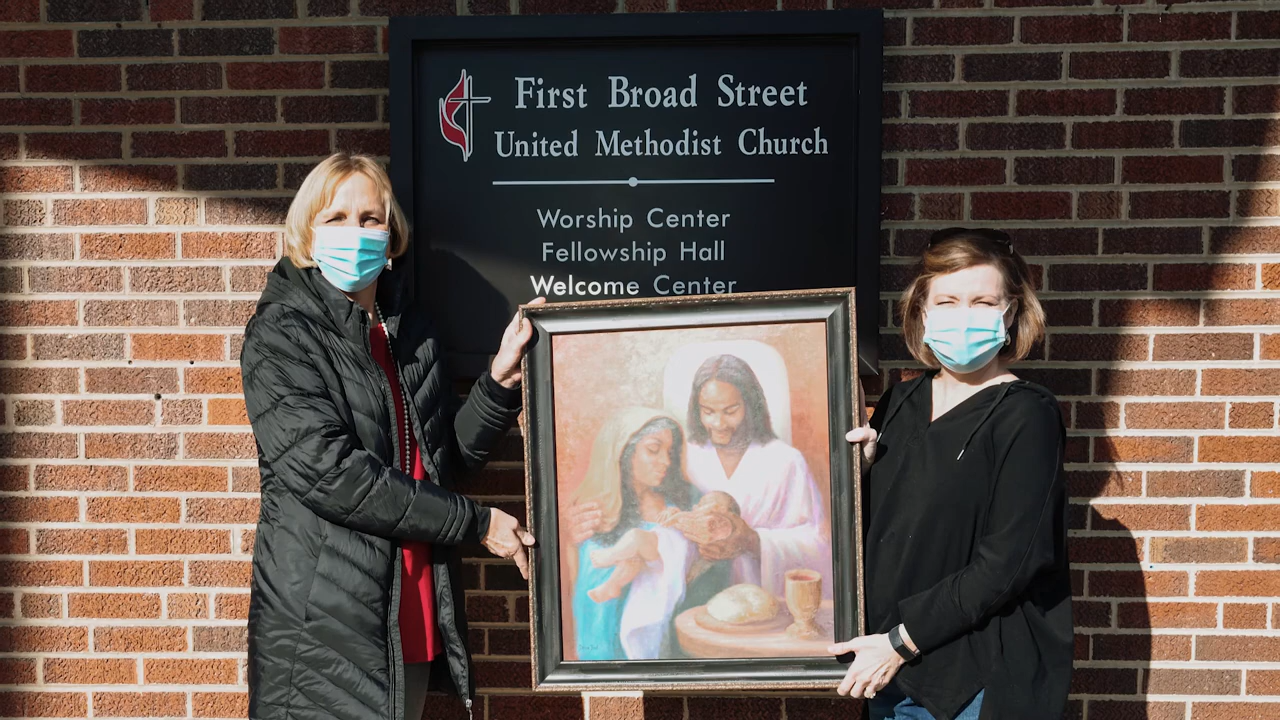 First Broad Street
United Methodist Church
Worship Center
Fellowship Hall
Welcome Center